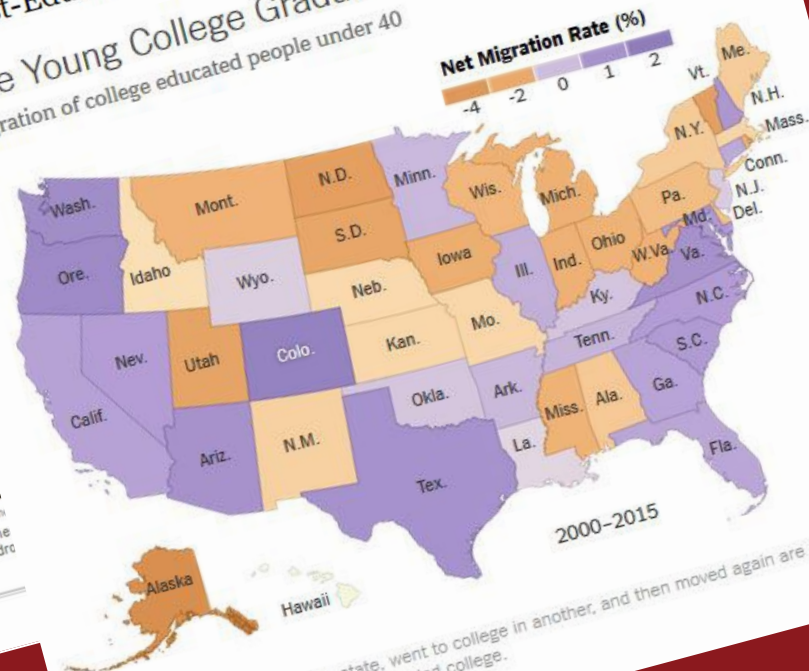 Young College
ration of college educated people under 40
Net Migration Rate (%)
-4 -2 0 1 2
Me.
Vt.
N.H.
N.Y.
Mass.
Conn.
N.J.
Pa.
Md.
Del.
Wash.
Mont.
N.D.
Minn.
Wis.
Mich.
Ore.
Idaho
Wyo.
S.D.
Iowa
Ill.
Ind.
Ohio
W.Va.
Va.
Neb.
Nev.
Utah
Colo.
Kan.
Mo.
Ky.
N.C.
Tenn.
S.C.
Calif.
Ariz.
N.M.
Okla.
Ark.
Miss.
Ala.
Ga.
Tex.
La.
Fla.
2000–2015
Alaska
Hawaii
state, went to college in another, and then moved again are
college.